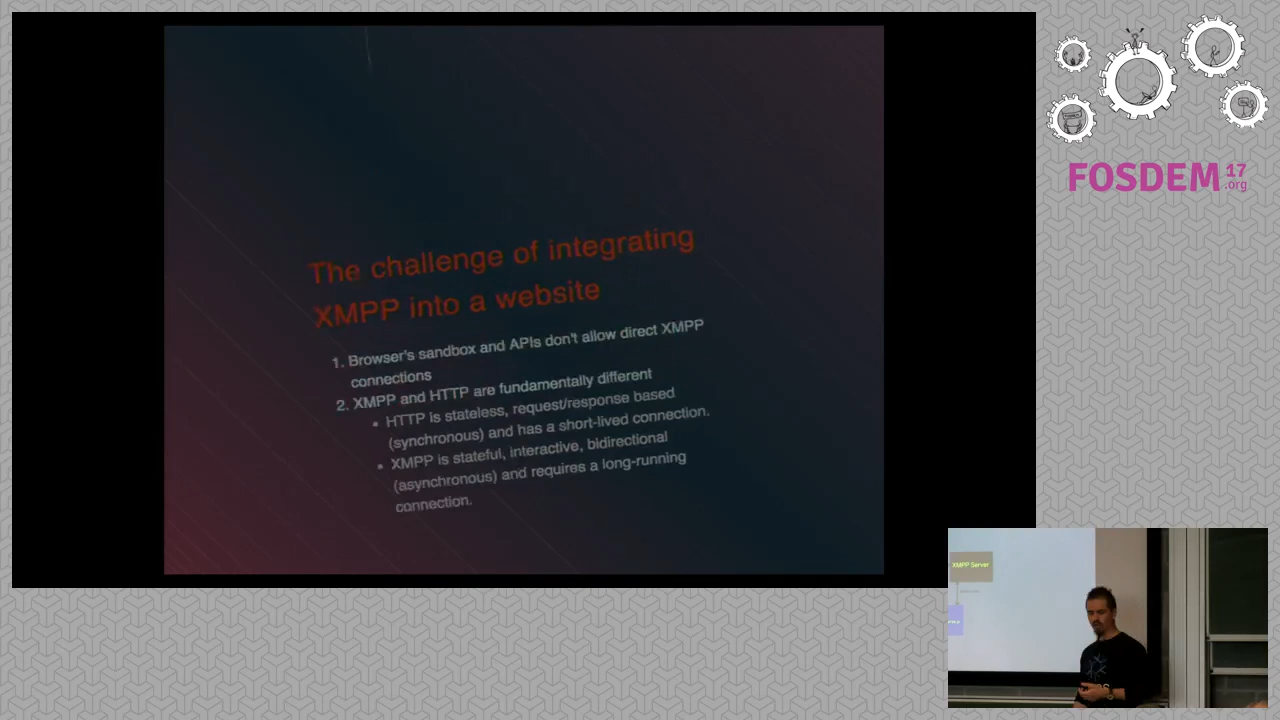 The challenge of integrating
XMPP into a website
1. Browser's sandbox and APIs don't allow direct XMPP
connections
2. XMPP and HTTP are fundamentally different
• HTTP is stateless, request/response based
(synchronous) and has a short-lived connection.
• XMPP is stateful, interactive, bidirectional
(asynchronous) and requires a long-running
connection.
FOSDEM 17
.org
XMPP Server